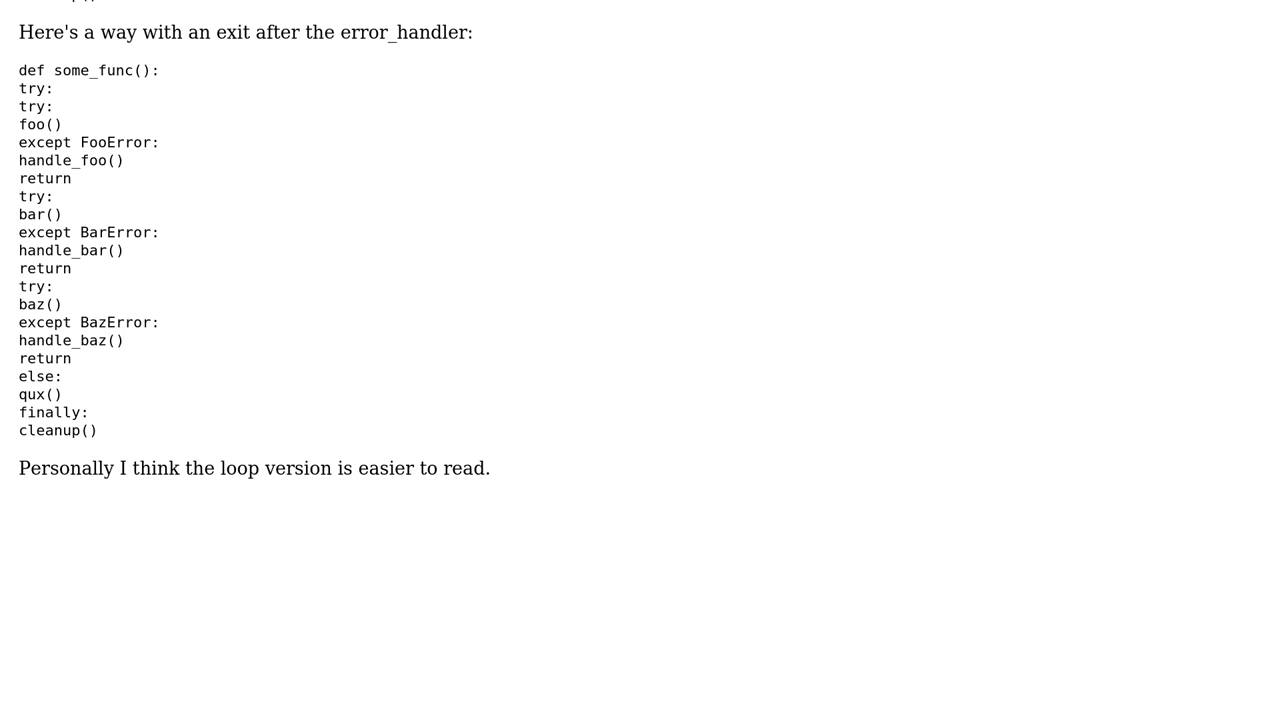 Here's a way with an exit after the error_handler:
def some_func():
try:
try:
foo()
except FooError:
handle_foo()
return
try:
bar()
except BarError:
handle_bar()
return
try:
baz()
except BazError:
handle_baz()
return
else:
qux()
finally:
cleanup()
Personally I think the loop version is easier to read.